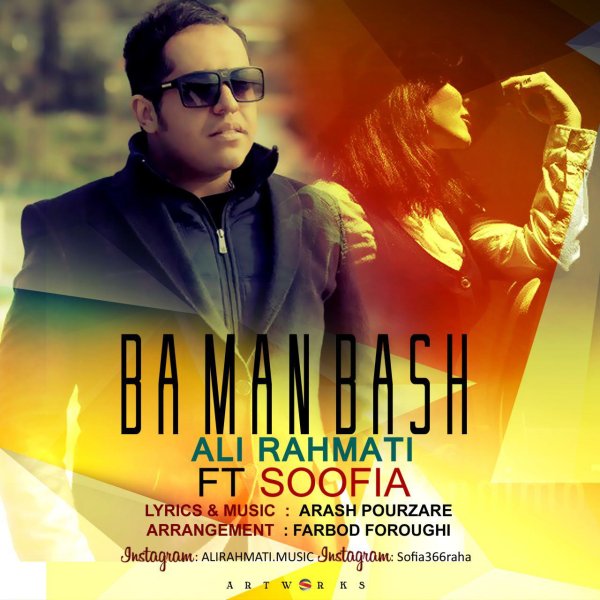 BA MAN BASH
ALI RAHMATI
FT SOOFIA
LYRICS & MUSIC : ARASH POURZARE
ARRANGEMENT : FARBOD FOROUGHI
Instagram: ALIRAHMATI.MUSIC Instagram: Sofia366raha
ARTWORKS